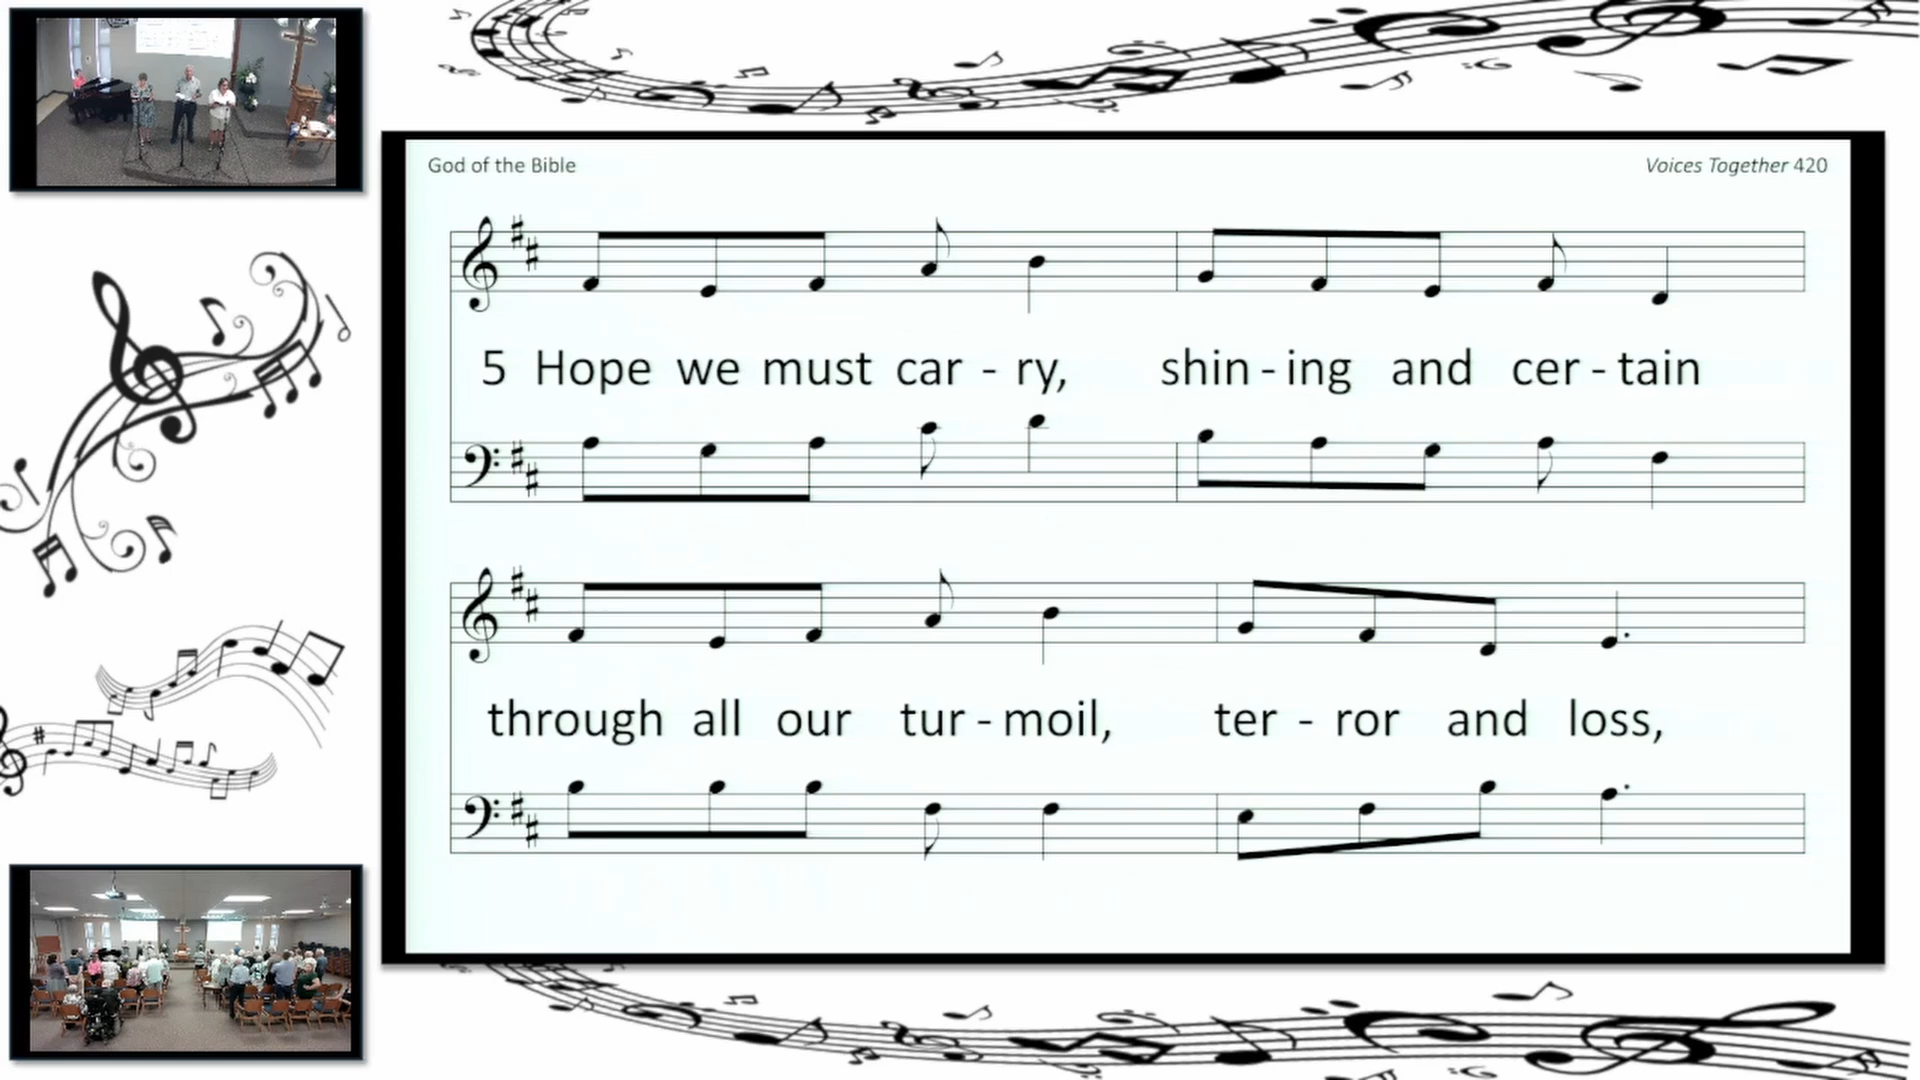 God of the Bible
Voices Together 420
5 Hope we must car - ry, shin - ing and cer - tain
through all our tur - moil, ter - ror and loss,